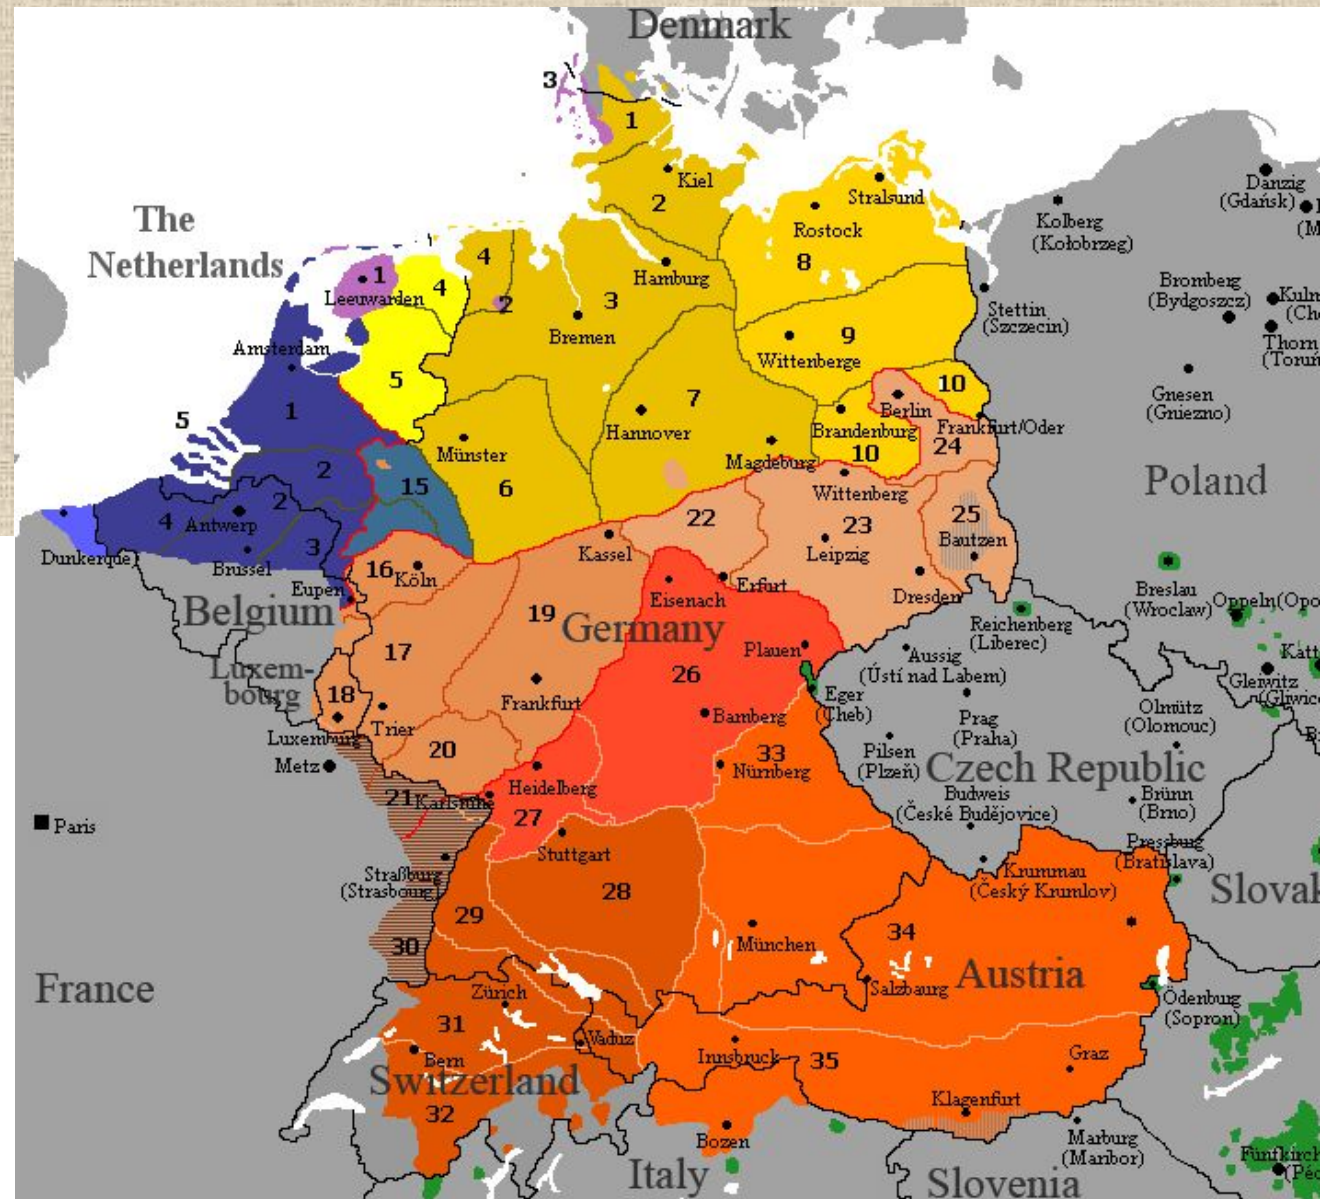 Denmark
3
1
Kiel
2
Stralsund
Rostock
Danzig
(Gdańsk)
Kolberg
(Kołobrzeg)
The
Netherlands
1
4
4
Leeuwarden
2
3
Hamburg
8
Bromberg
(Bydgoszcz)
Stettin
(Szczecin)
Bremen
Amsterdam
Wittenberge
9
Thorn
5
10
Gnesen
(Gniezno)
5
1
7
Berlin
Hannover
Brandenburg
Frankfurt/Oder
24
Münster
Magdeburg
10
2
15
6
Wittenberg
Poland
2
4
Antwerp
22
23
25
Dunkerque
Brussel
3
Kassel
Leipzig
Bautzen
16
Köln
Erfurt
Eupen
Eisenach
Dresden
Breslau
(Wrocław)
Belgium
19
Germany
Reichenberg
(Liberec)
17
Plauen
Aussig
(Ústí nad Labem)
Luxem-
bourg
18
26
Frankfurt
Eger
(Cheb)
Prag
(Praha)
Olmütz
(Olomouc)
Gleiwitz
Trier
Bamberg
Luxemburg
20
33
Pilsen
(Plzeň)
Metz
Nürnberg
Czech Republic
Heidelberg
21
Karlsruhe
Budweis
(České Budějovice)
Brünn
(Brno)
Paris
27
Stuttgart
Pressburg
(Bratislava)
Straßburg
(Strasbourg)
28
Krummau
(Český Krumlov)
29
34
30
München
France
Salzbaurg
Austria
Zürich
Ödenburg
(Sopron)
31
Bern
Vaduz
Innsbruck
35
Graz
Switzerland
32
Klagenfurt
Bozen
Marburg
(Maribor)
Italy
Slovenia